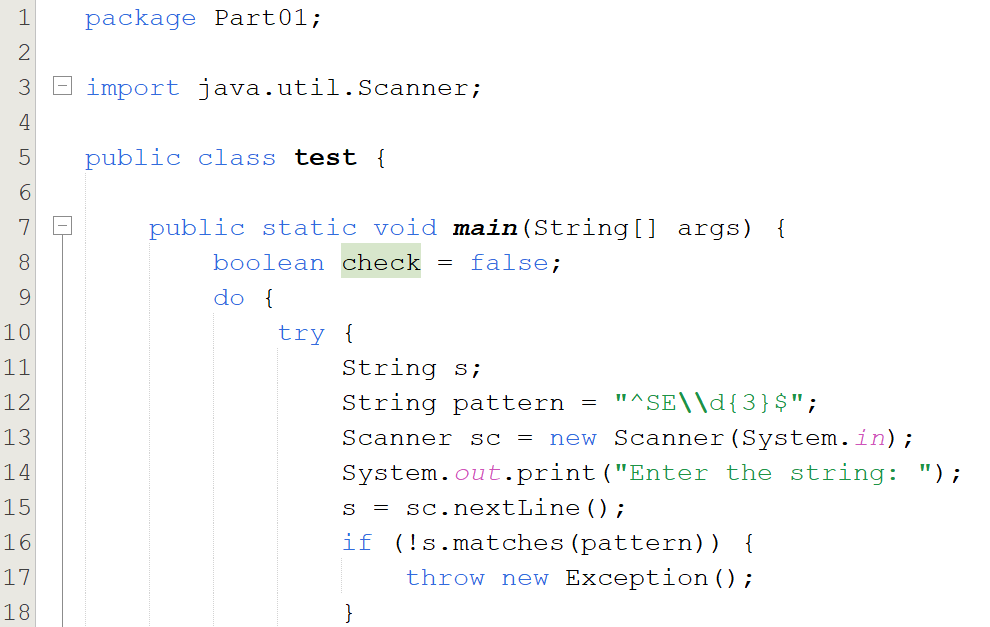 1 package Part01;
2
3 import java.util.Scanner;
4
5 public class test {
6
7 public static void main(String[] args) {
8 boolean check = false;
9 do {
10 try {
11 String s;
12 String pattern = "^SE\\d{3}$";
13 Scanner sc = new Scanner(System.in);
14 System.out.print("Enter the string: ");
15 s = sc.nextLine();
16 if (!s.matches(pattern)) {
17 throw new Exception();
18 }